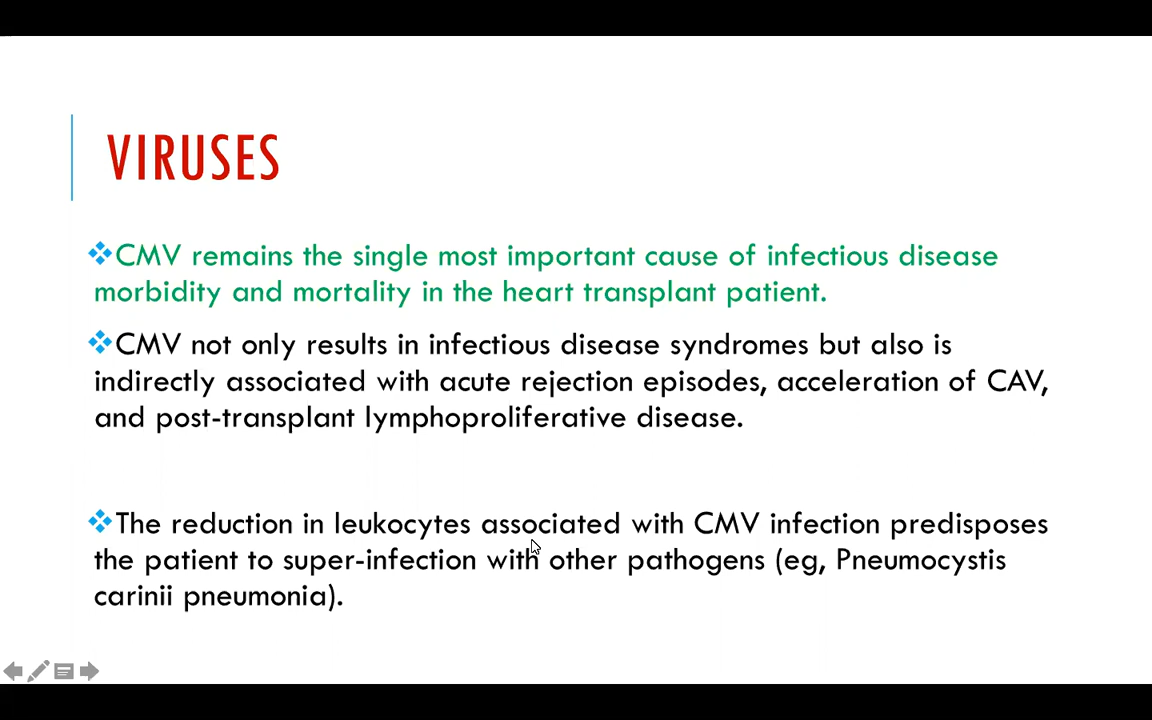 VIRUSES
❖CMV remains the single most important cause of infectious disease
morbidity and mortality in the heart transplant patient.
❖CMV not only results in infectious disease syndromes but also is
indirectly associated with acute rejection episodes, acceleration of CAV,
and post-transplant lymphoproliferative disease.
❖The reduction in leukocytes associated with CMV infection predisposes
the patient to super-infection with other pathogens (eg, Pneumocystis
carinii pneumonia).